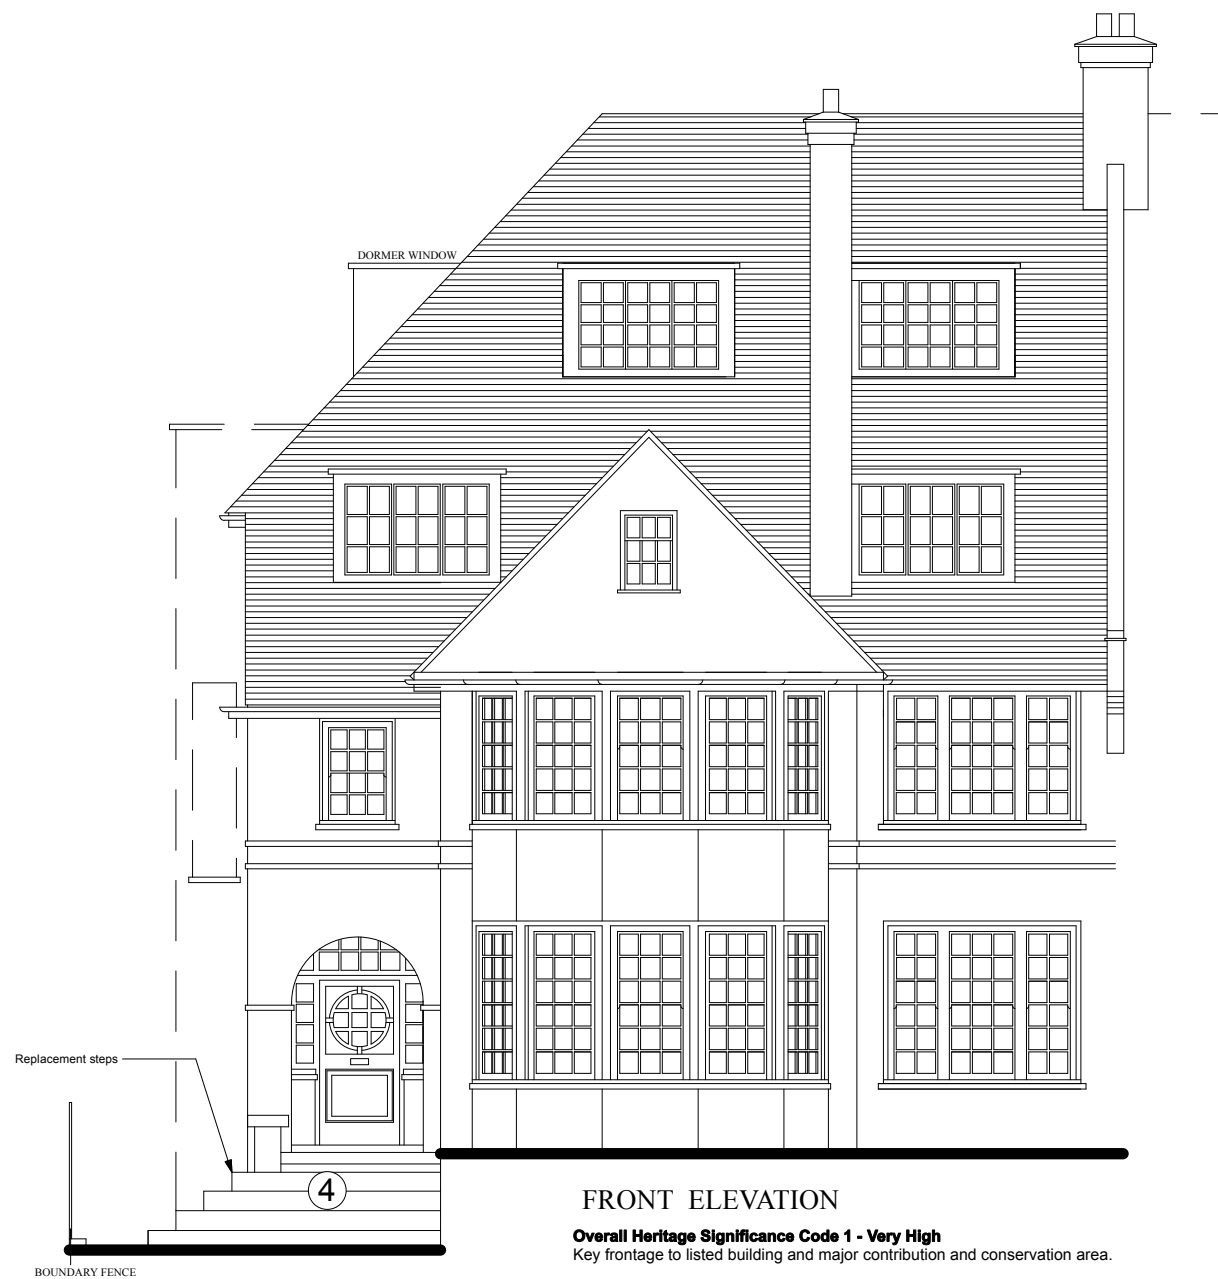 DORMER WINDOW
Replacement steps
4
FRONT ELEVATION
Overall Heritage Significance Code 1 - Very High
Key frontage to listed building and major contribution and conservation area.
BOUNDARY FENCE